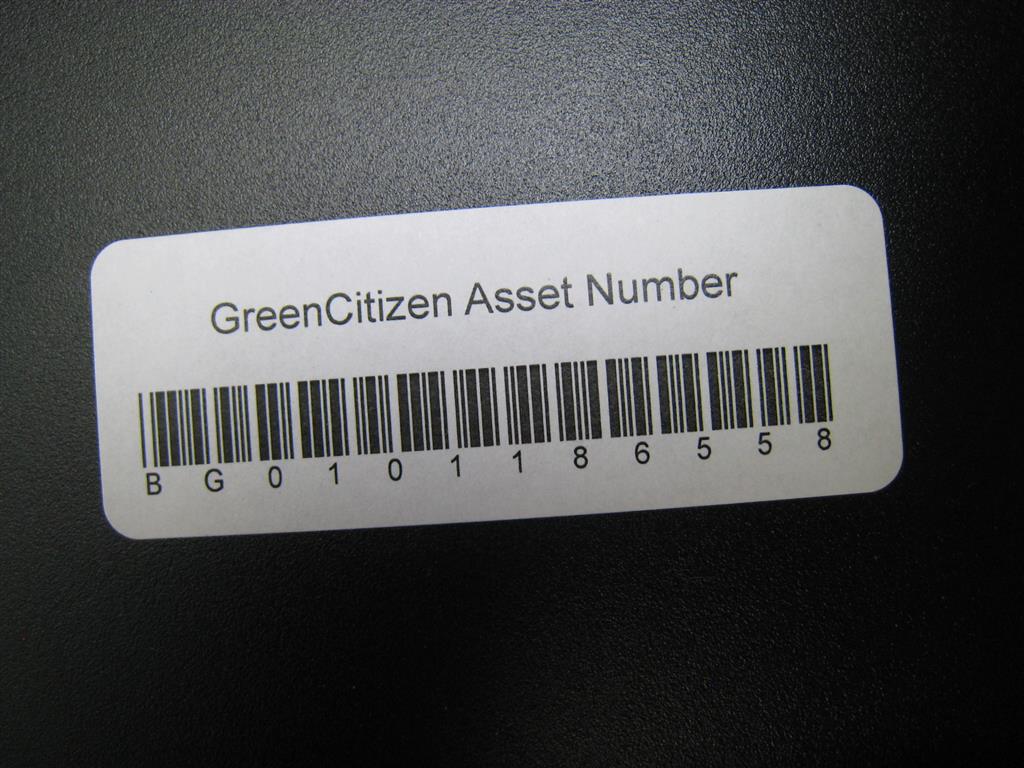 GreenCitizen Asset Number
B G 0 1 0 1 1 8 6 5 5 8